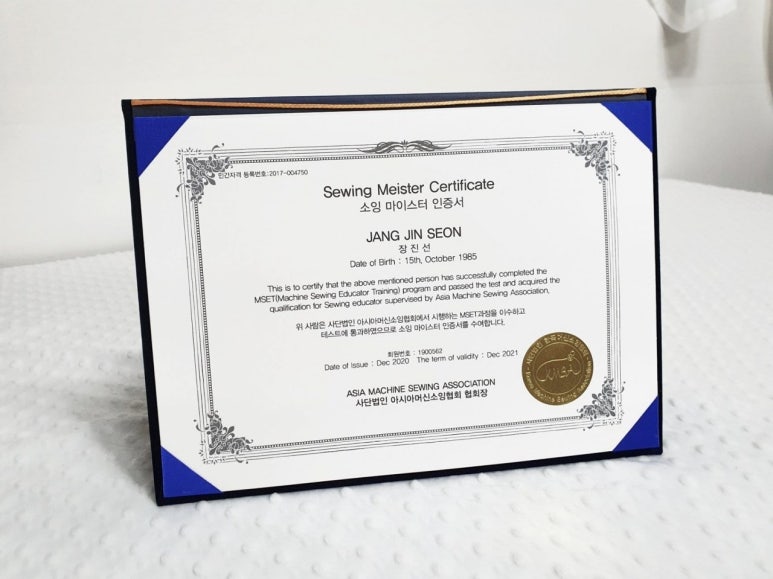 민간자격 등록번호:2017-004750
Sewing Meister Certificate
소잉 마이스터 인증서
JANG JIN SEON
장 진 선
Date of Birth : 15th, October 1985
This is to certify that the above mentioned person has successfully completed the
MSET(Machine Sewing Educator Training) program and passed the test and acquired the
qualification for Sewing educator supervised by Asia Machine Sewing Association.
위 사람은 사단법인 아시아머신소잉협회에서 시행하는 MSET과정을 이수하고
테스트에 통과하였으므로 소잉 마이스터 인증서를 수여합니다.
회원번호 : 1900562
Date of Issue : Dec 2020 The term of validity : Dec 2021
ASIA MACHINE SEWING ASSOCIATION
사단법인 아시아머신소잉협회 협회장
Machine Sewing